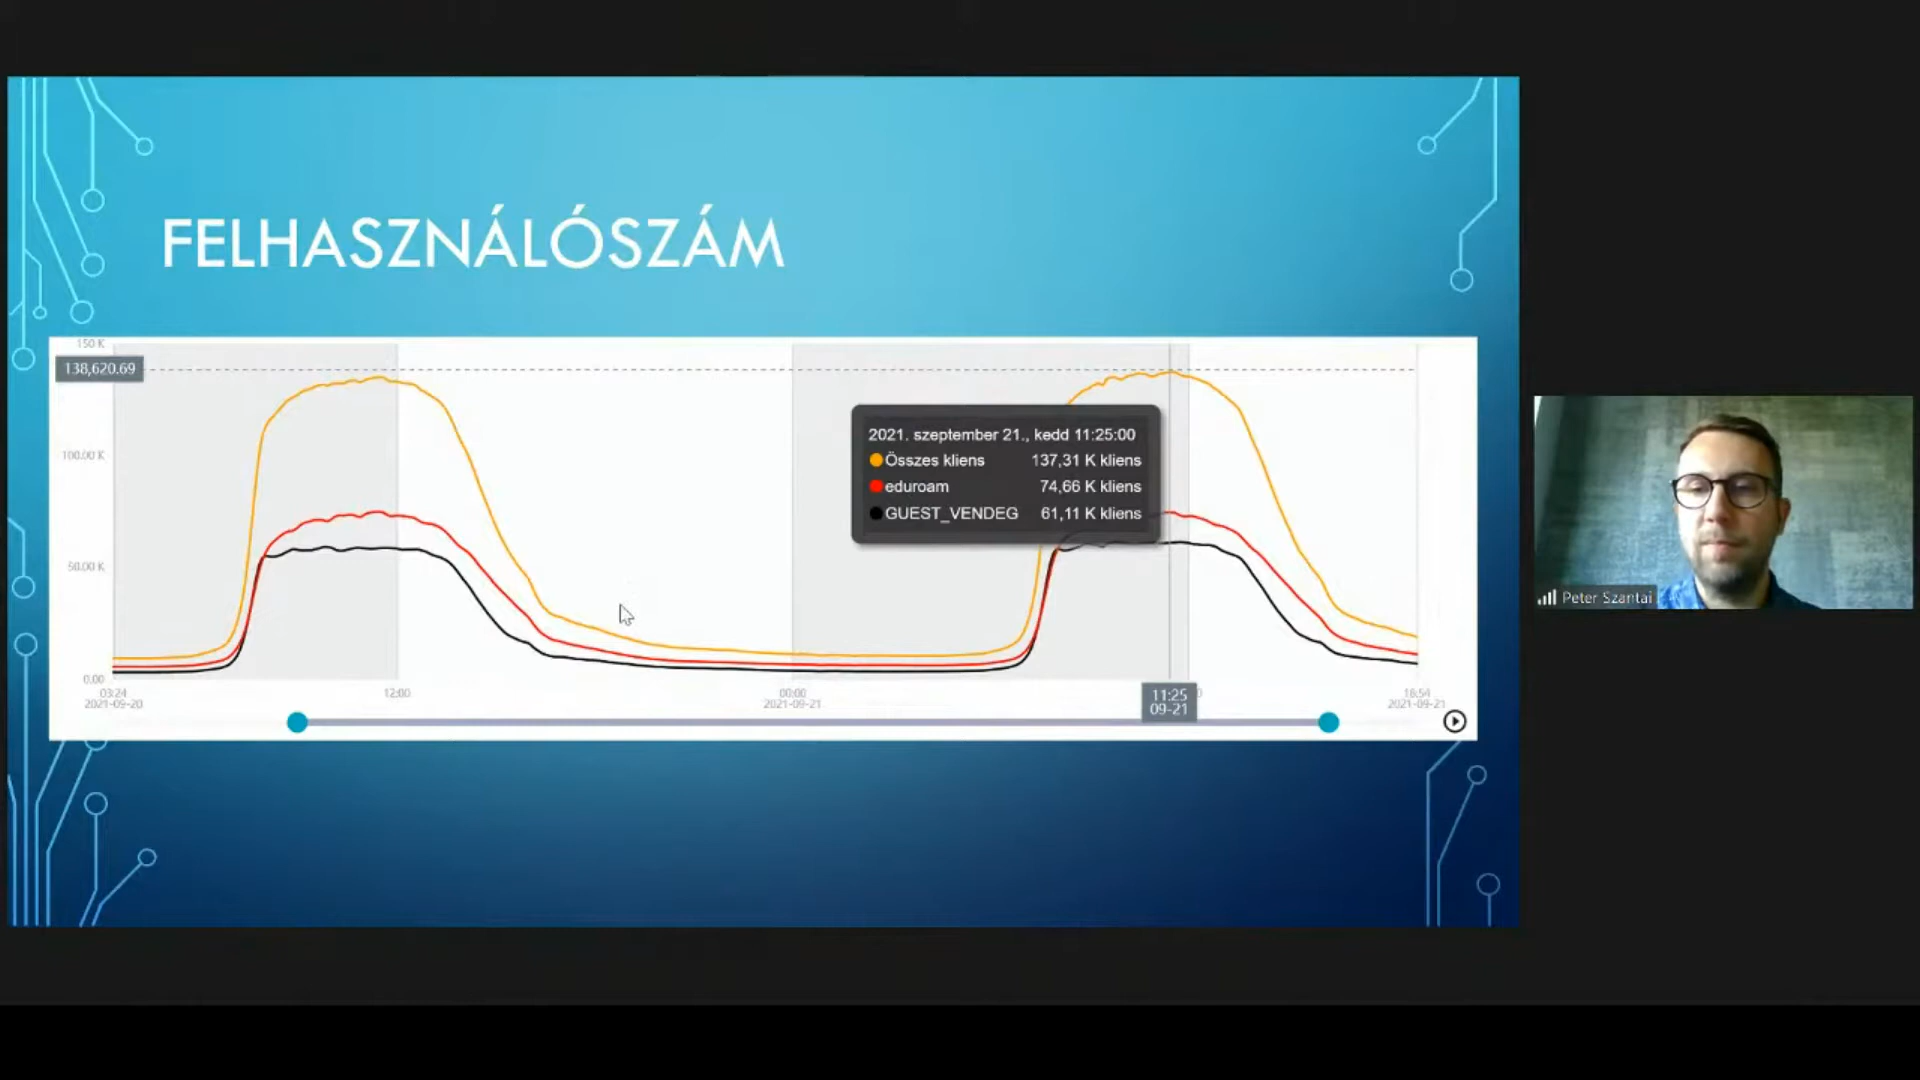 FELHASZNÁLÓSZÁM
150 K
138,620.69
100.00 K
50.00 K
0.00
2021. szeptember 21., kedd 11:25:00
Összes kliens 137,31 K kliens
eduroam 74,66 K kliens
GUEST_VENDEG 61,11 K kliens
03:24
2021-09-20
12:00
00:00
2021-09-21
11:25
09-21
0
18:54
2021-09-21
Peter Szantai